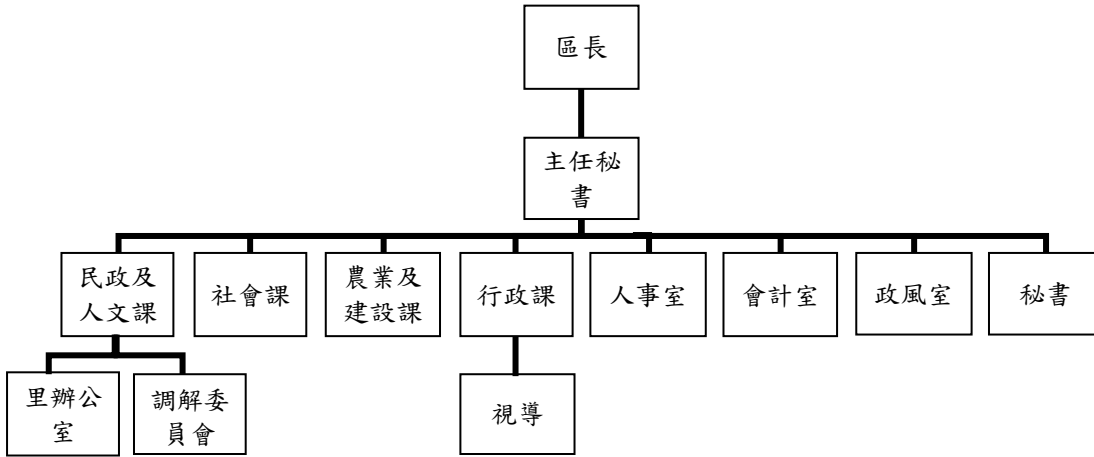 區長
主任秘
書
民政及
人文課
社會課
農業及
建設課
行政課
人事室
會計室
政風室
秘書
里辦公
室
調解委
員會
視導